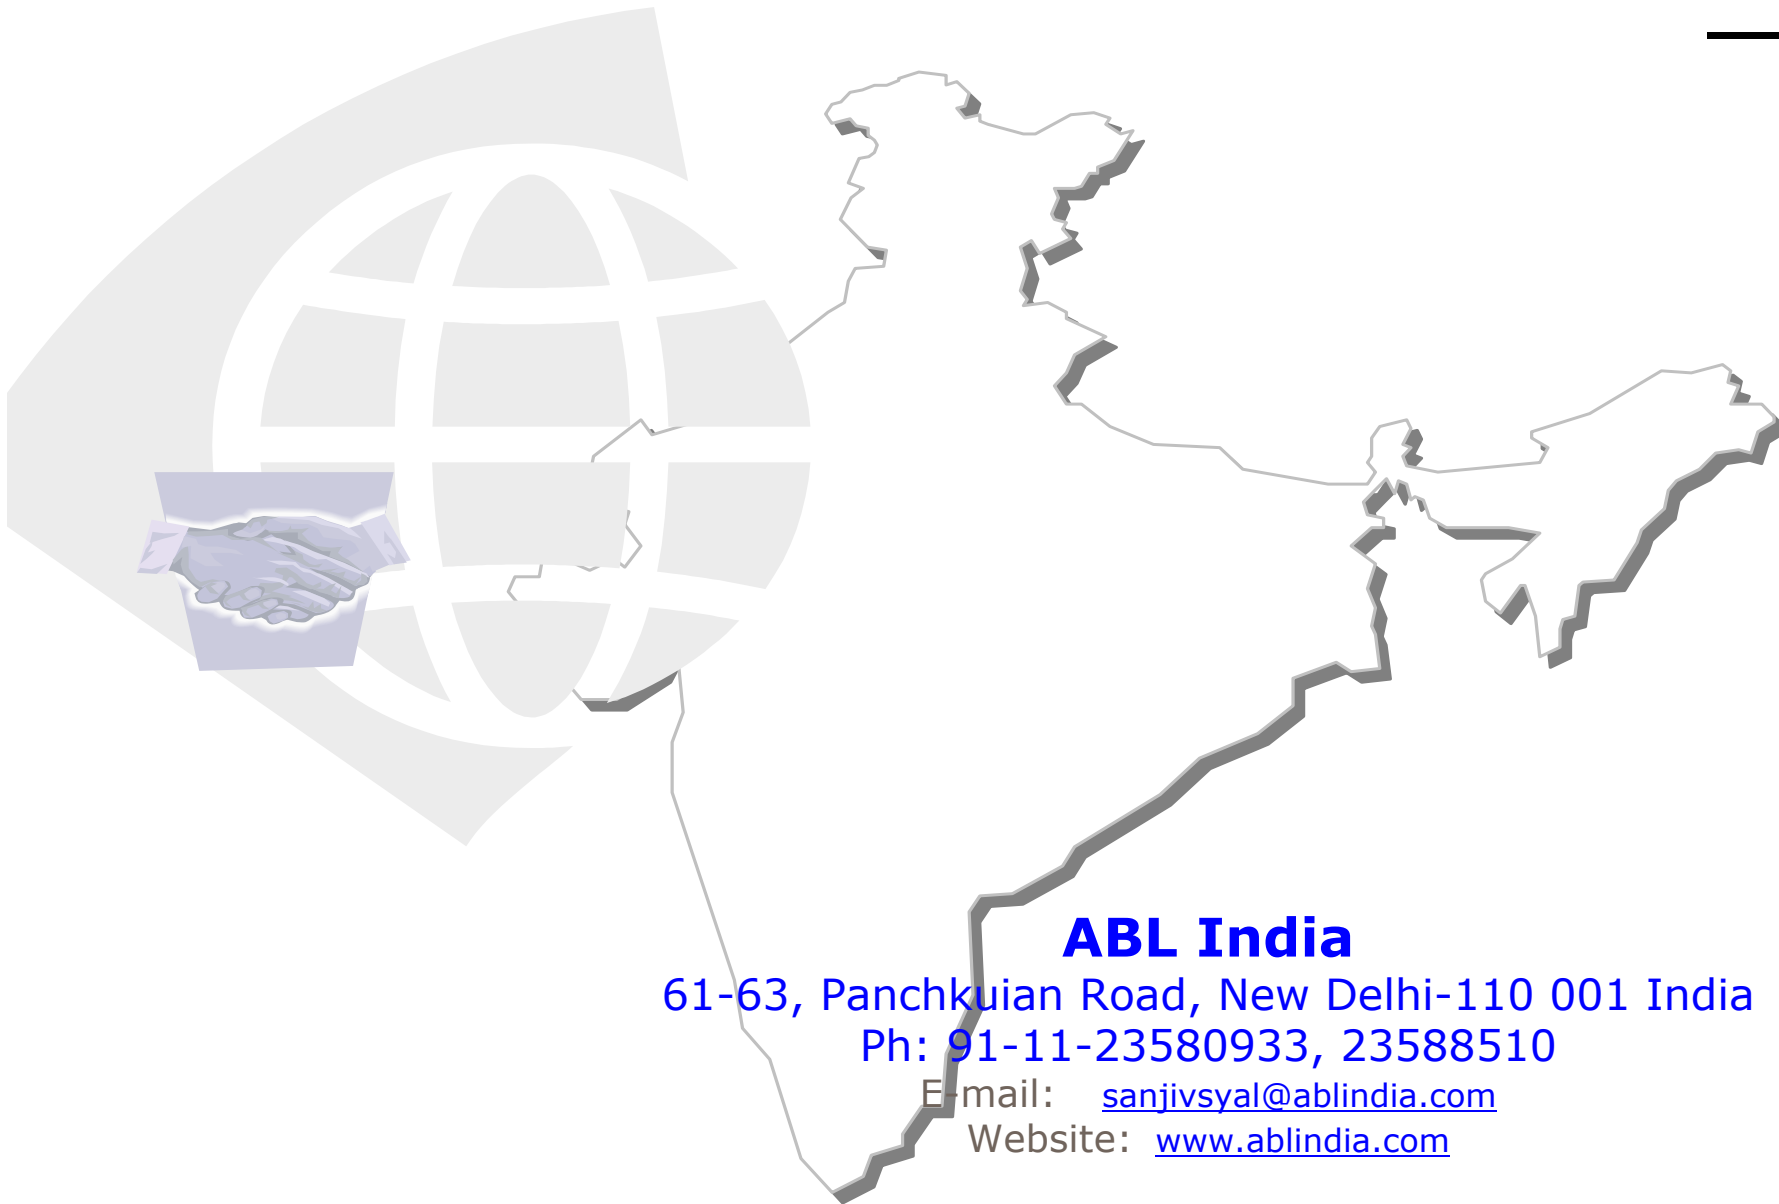 ABL India
61-63, Panchkuian Road, New Delhi-110 001 India
Ph: 91-11-23580933, 23588510
E-mail: sanjivsyal@ablindia.com
Website: www.ablindia.com